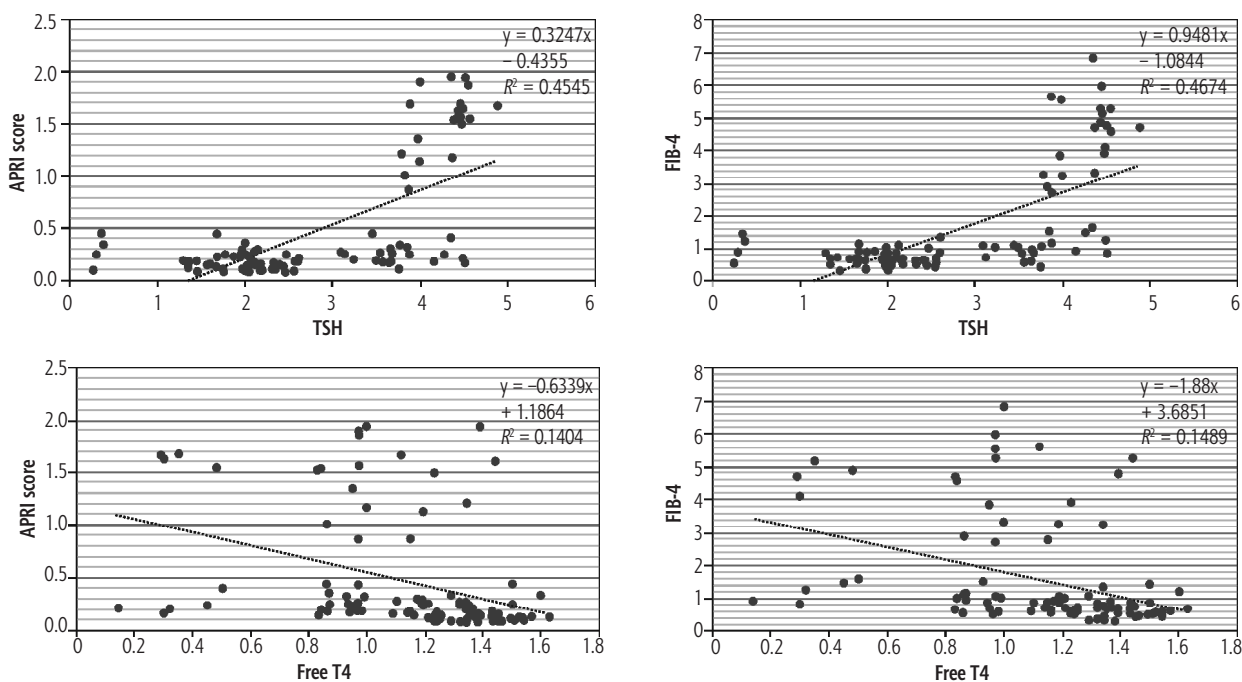 2.5
2.0
1.5
1.0
0.5
0.0
APRI score
y = 0.3247x
– 0.4355
R² = 0.4545
0 1 2 3 4 5 6
TSH
8
7
6
5
4
3
2
1
0
FIB-4
y = 0.9481x
– 1.0844
R² = 0.4674
0 1 2 3 4 5 6
TSH
2.5
2.0
1.5
1.0
0.5
0.0
APRI score
y = –0.6339x
+ 1.1864
R² = 0.1404
0 0.2 0.4 0.6 0.8 1.0 1.2 1.4 1.6 1.8
Free T4
8
7
6
5
4
3
2
1
0
FIB-4
y = –1.88x
+ 3.6851
R² = 0.1489
0 0.2 0.4 0.6 0.8 1.0 1.2 1.4 1.6 1.8
Free T4